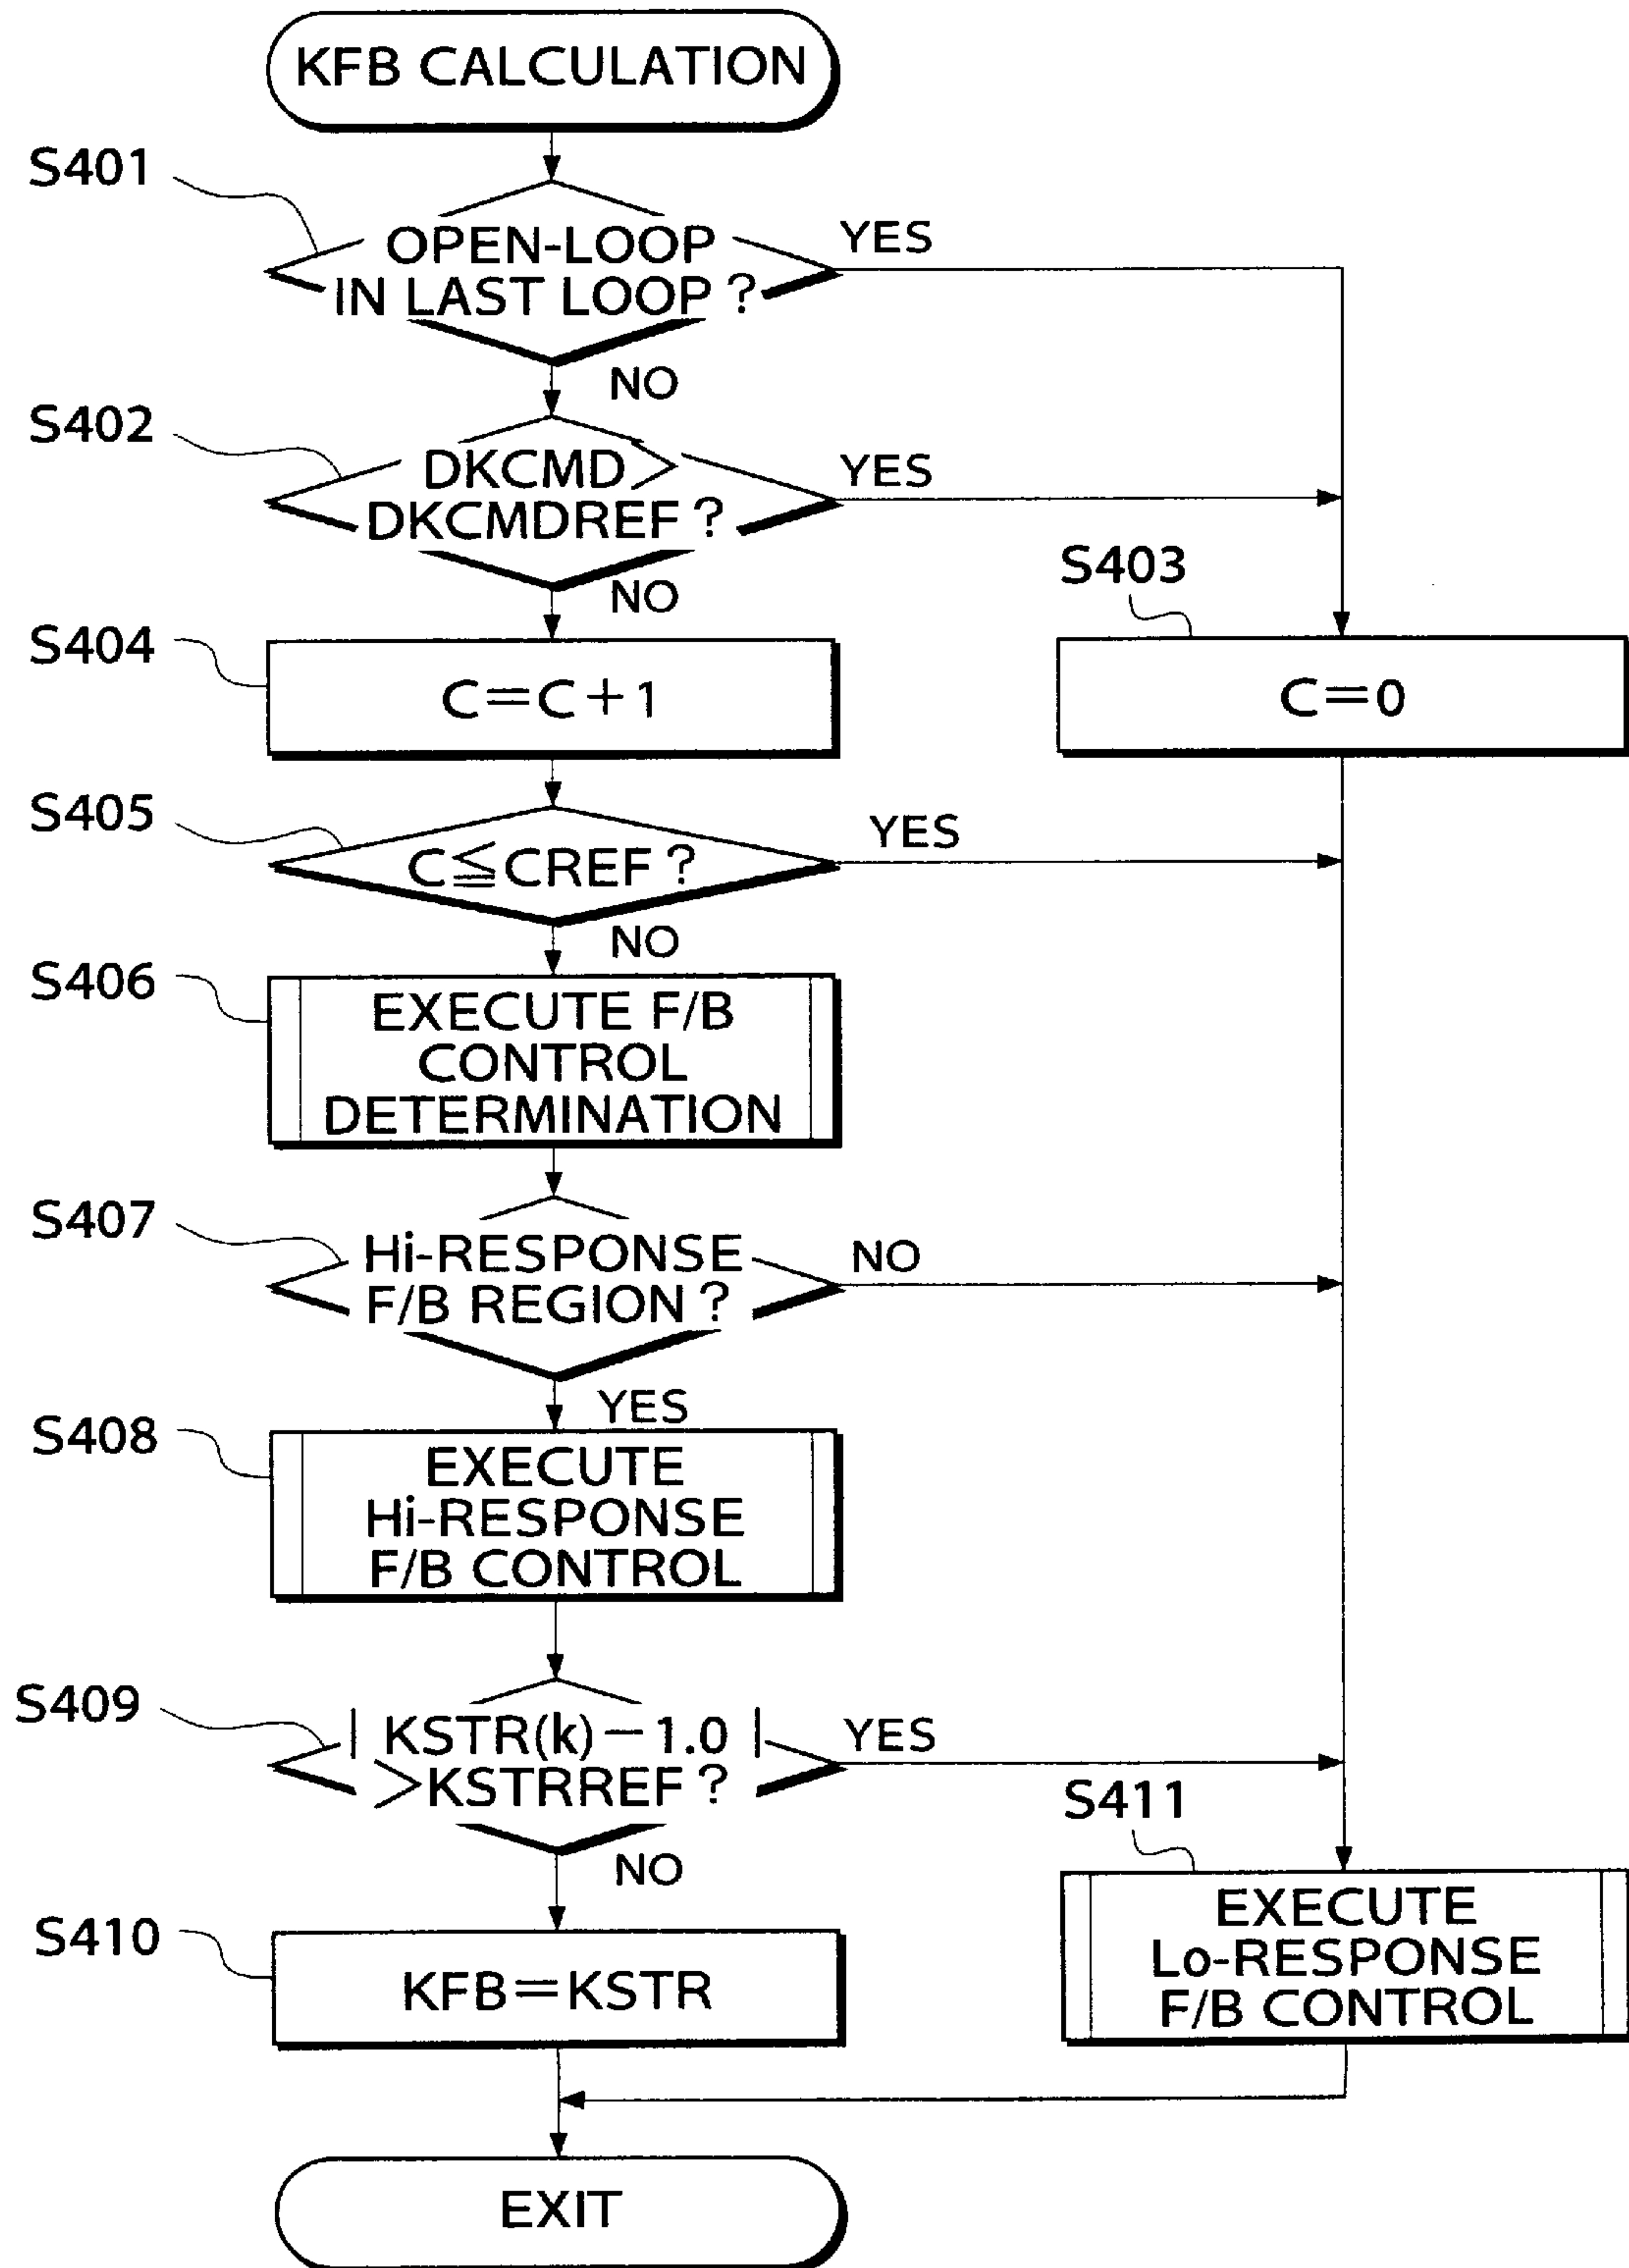 KFB CALCULATION
S401
OPEN-LOOP
IN LAST LOOP ?
YES
NO
S402
DKCMD>
DKCMDREF ?
YES
NO
S403
C=0
S404
C=C+1
S405
C≦CREF ?
YES
NO
S406
EXECUTE F/B
CONTROL
DETERMINATION
S407
Hi-RESPONSE
F/B REGION ?
NO
YES
S408
EXECUTE
Hi-RESPONSE
F/B CONTROL
S409
| KSTR(k)-1.0 |
>KSTRREF ?
YES
NO
S410
KFB=KSTR
S411
EXECUTE
Lo-RESPONSE
F/B CONTROL
EXIT